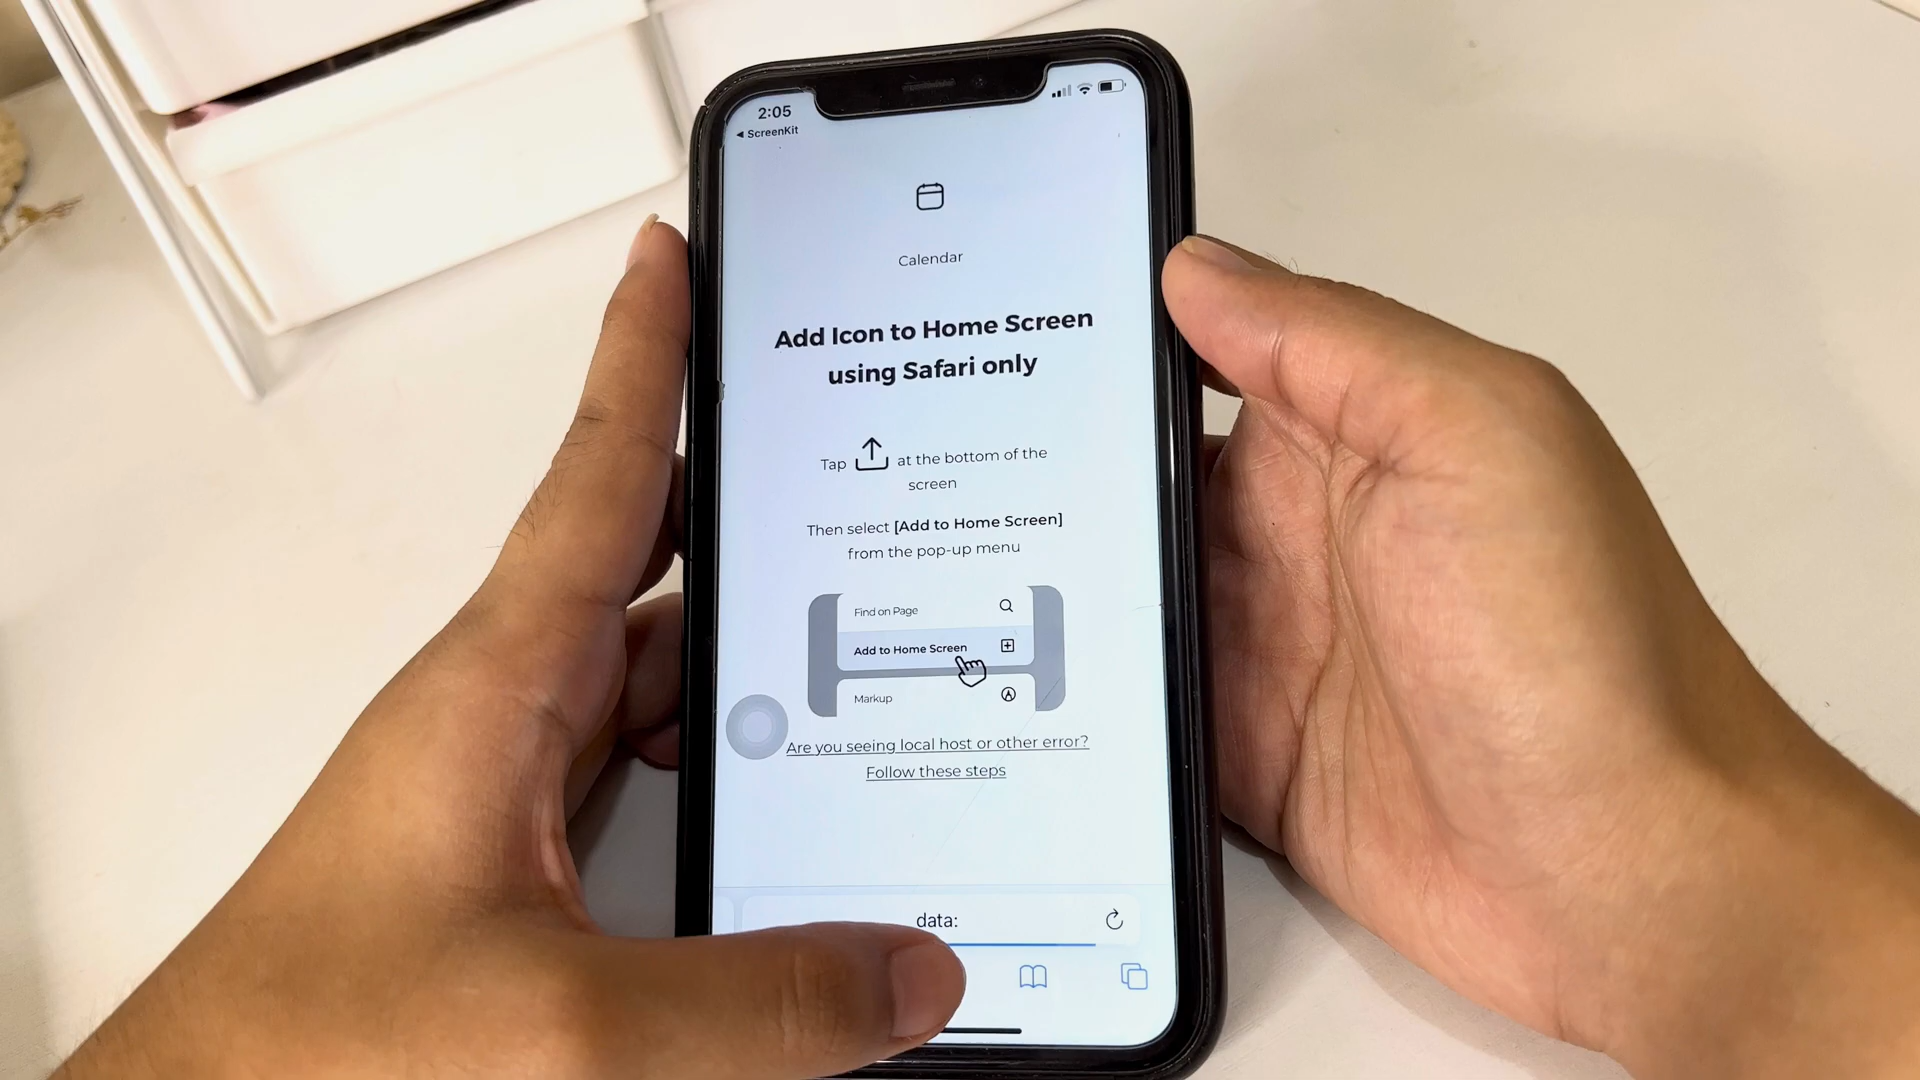 2:05
◀ ScreenKit
Calendar
Add Icon to Home Screen
using Safari only
Tap at the bottom of the
screen
Then select [Add to Home Screen]
from the pop-up menu
Find on Page
Add to Home Screen
Markup
Are you seeing local host or other error?
Follow these steps
data: